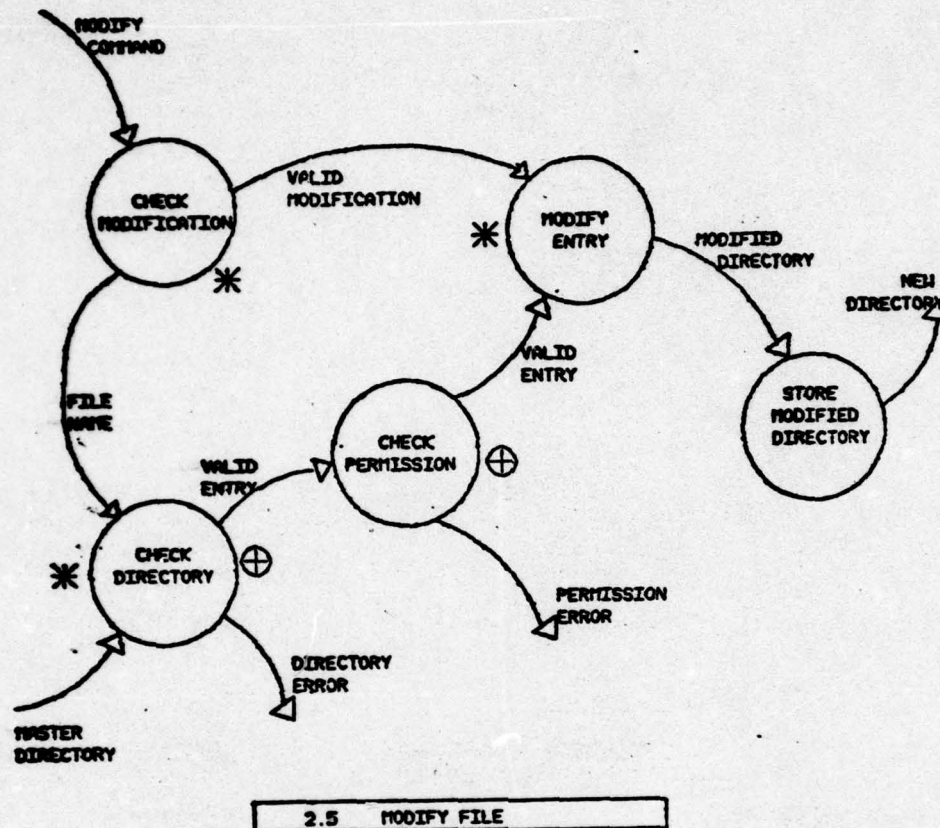 MODIFY
COMMAND
CHECK
MODIFICATION
VALID
MODIFICATION
MODIFY
ENTRY
MODIFIED
DIRECTORY
NEW
DIRECTORY
FILE
NAME
VALID
ENTRY
CHECK
PERMISSION
VALID
ENTRY
STORE
MODIFIED
DIRECTORY
CHECK
DIRECTORY
PERMISSION
ERROR
DIRECTORY
ERROR
MASTER
DIRECTORY
2.5 MODIFY FILE